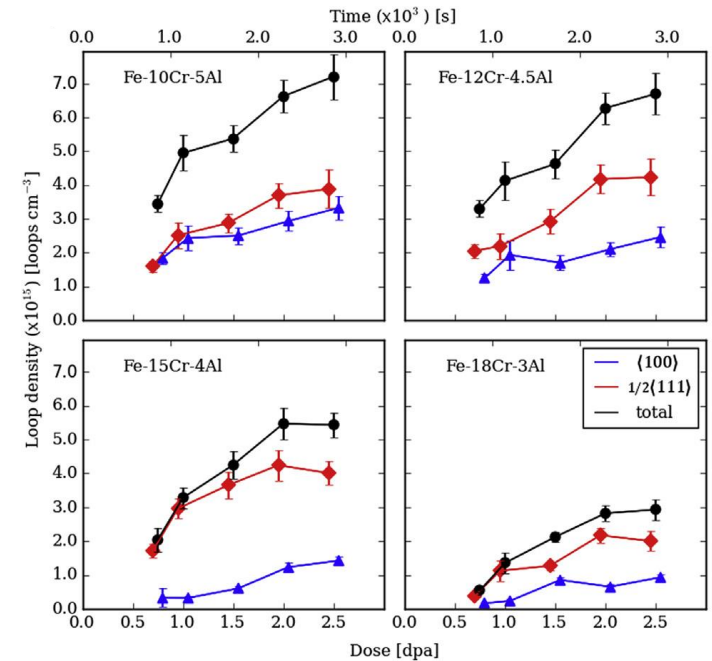 Time (x10³ ) [s]
0.0 1.0 2.0 3.0 0.0 1.0 2.0 3.0
Fe-10Cr-5Al Fe-12Cr-4.5Al
7.0
6.0
5.0
4.0
3.0
2.0
1.0
0.0
Loop density (x10¹⁵) [loops cm⁻³]
Fe-15Cr-4Al Fe-18Cr-3Al
⟨100⟩
1/2⟨111⟩
total
7.0
6.0
5.0
4.0
3.0
2.0
1.0
0.0
0.0 0.5 1.0 1.5 2.0 2.5 0.0 0.5 1.0 1.5 2.0 2.5
Dose [dpa]